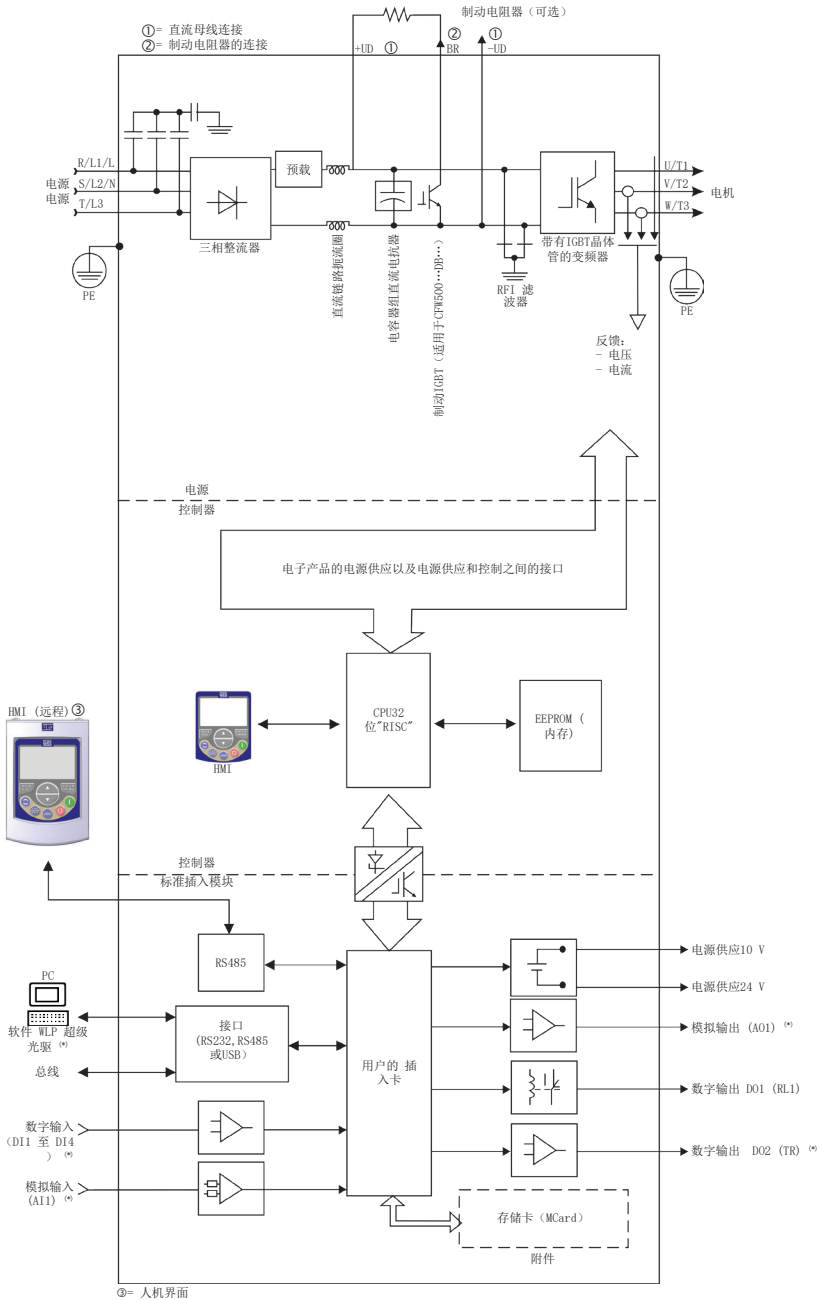 ①= 直流母线连接
②= 制动电阻器的连接
制动电阻器（可选）
+UD ①
② BR
① -UD
R/L1/L
电源 S/L2/N
电源
T/L3
PE
三相整流器
预载
直流链路扼流圈
电容器组直流电抗器
制动IGBT（适用于CFW500…DB…）
RFI 滤
波器
带有IGBT晶体
管的变频器
U/T1
V/T2
电机
W/T3
PE
反馈:
- 电压
- 电流
电源
控制器
电子产品的电源供应以及电源供应和控制之间的接口
HMI (远程)③
HMI
CPU32
位"RISC"
EEPROM (
内存)
控制器
标准插入模块
RS485
PC
软件 WLP 超级
光驱 (*)
总线
接口
(RS232,RS485
或USB)
用户的 插
入卡
电源供应10 V
电源供应24 V
模拟输出 (AO1) (*)
数字输出 DO1 (RL1)
数字输出 DO2 (TR) (*)
数字输入
（DI1 至 DI4
） (*)
模拟输入
(AI1) (*)
存储卡（MCard）
附件
③= 人机界面